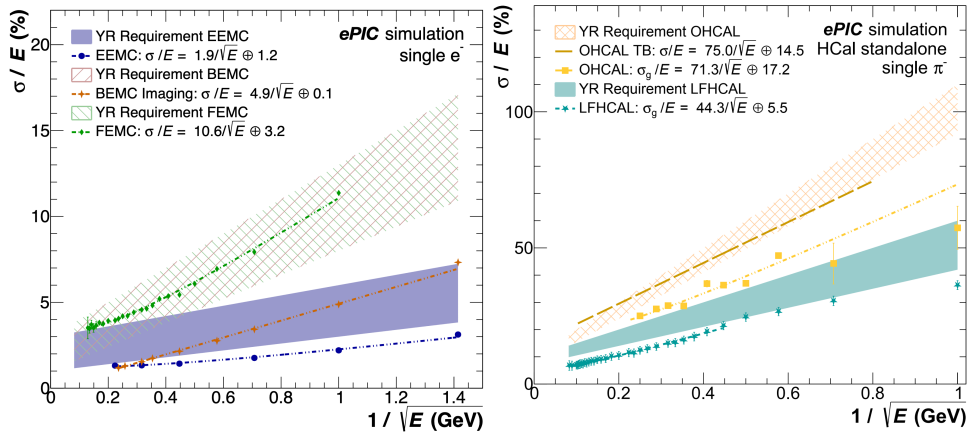 σ / E (%)
20
15
10
5
0
0 0.2 0.4 0.6 0.8 1 1.2 1.4
1 / √E (GeV)
ePIC simulation
single e⁻
YR Requirement EEMC
EEMC: σ /E = 1.9/√E ⊕ 1.2
YR Requirement BEMC
BEMC Imaging: σ /E = 4.9/√E ⊕ 0.1
YR Requirement FEMC
FEMC: σ /E = 10.6/√E ⊕ 3.2
σ / E (%)
100
50
0
0 0.2 0.4 0.6 0.8 1
1 / √E (GeV)
ePIC simulation
HCal standalone
single π⁻
YR Requirement OHCAL
OHCAL TB: σ/E = 75.0/√E ⊕ 14.5
OHCAL: σg /E = 71.3/√E ⊕ 17.2
YR Requirement LFHCAL
LFHCAL: σg /E = 44.3/√E ⊕ 5.5